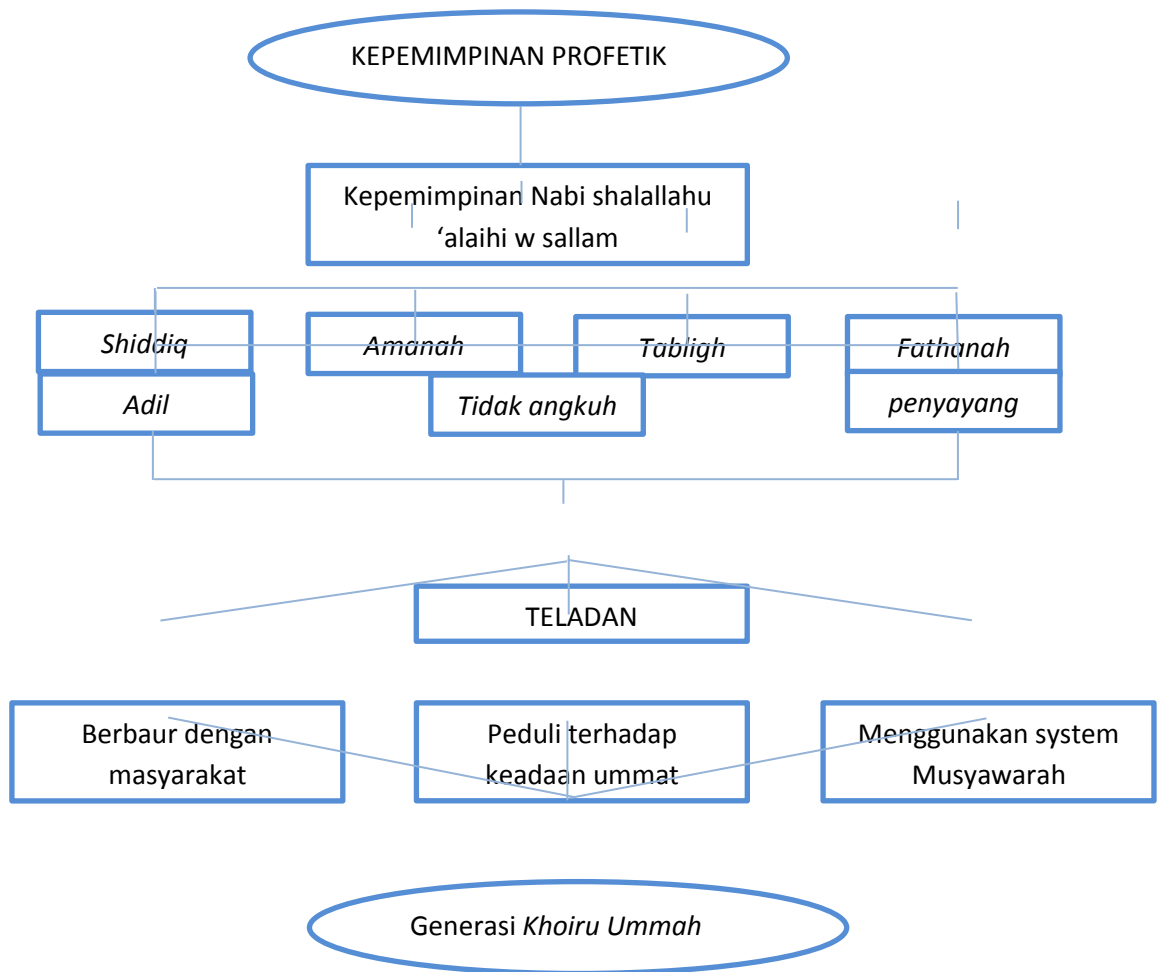 KEPEMIMPINAN PROFETIK
Kepemimpinan Nabi shalallahu
‘alaihi w sallam
Shiddiq
Amanah
Tabligh
Fathanah
Adil
Tidak angkuh
penyayang
TELADAN
Berbaur dengan
masyarakat
Peduli terhadap
keadaan ummat
Menggunakan system
Musyawarah
Generasi Khoiru Ummah